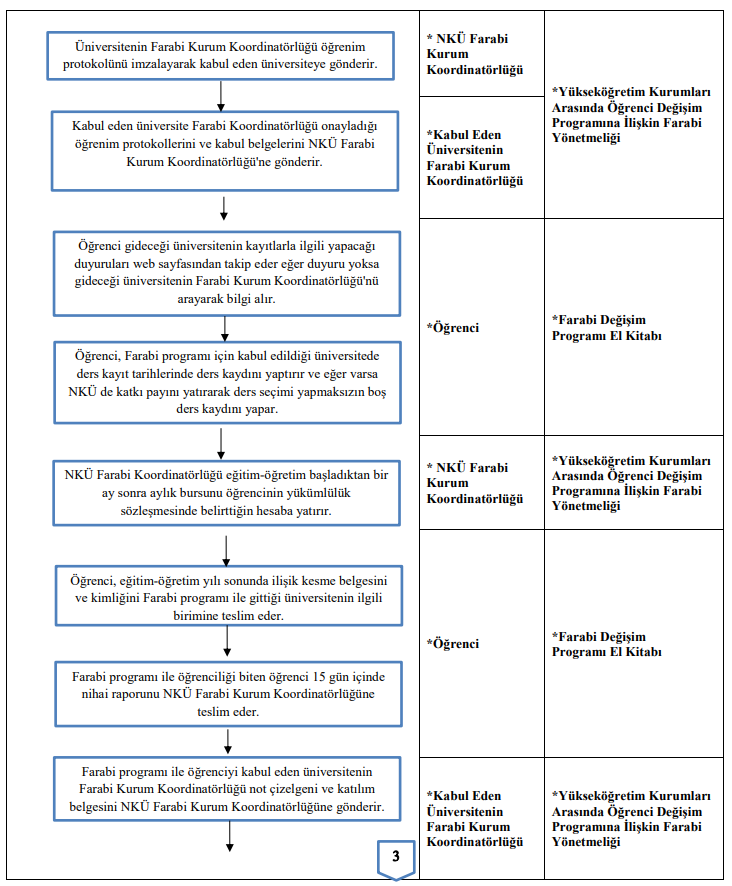 Üniversitenin Farabi Kurum Koordinatörlüğü öğrenim
protokolünü imzalayarak kabul eden üniversiteye gönderir.
* NKÜ Farabi
Kurum
Koordinatörlüğü
*Yükseköğretim Kurumları
Arasında Öğrenci Değişim
Programına İlişkin Farabi
Yönetmeliği
Kabul eden üniversite Farabi Koordinatörlüğü onayladığı
öğrenim protokollerini ve kabul belgelerini NKÜ Farabi
Kurum Koordinatörlüğü'ne gönderir.
*Kabul Eden
Üniversitenin
Farabi Kurum
Koordinatörlüğü
Öğrenci gideceği üniversitenin kayıtlarla ilgili yapacağı
duyuruları web sayfasından takip eder eğer duyuru yoksa
gideceği üniversitenin Farabi Kurum Koordinatörlüğü'nü
arayarak bilgi alır.
Öğrenci, Farabi programı için kabul edildiği üniversitede
ders kayıt tarihlerinde ders kaydını yaptırır ve eğer varsa
NKÜ de katkı payını yatırarak ders seçimi yapmaksızın boş
ders kaydını yapar.
*Öğrenci
*Farabi Değişim
Programı El Kitabı
NKÜ Farabi Koordinatörlüğü eğitim-öğretim başladıktan bir
ay sonra aylık bursunu öğrencinin yükümlülük
sözleşmesinde belirttiğin hesaba yatırır.
* NKÜ Farabi
Kurum
Koordinatörlüğü
*Yükseköğretim Kurumları
Arasında Öğrenci Değişim
Programına İlişkin Farabi
Yönetmeliği
Öğrenci, eğitim-öğretim yılı sonunda ilişik kesme belgesini
ve kimliğini Farabi programı ile gittiği üniversitenin ilgili
birimine teslim eder.
Farabi programı ile öğrenciliği biten öğrenci 15 gün içinde
nihai raporunu NKÜ Farabi Kurum Koordinatörlüğüne
teslim eder.
*Öğrenci
*Farabi Değişim
Programı El Kitabı
Farabi programı ile öğrenciyi kabul eden üniversitenin
Farabi Kurum Koordinatörlüğü not çizelgeni ve katılım
belgesini NKÜ Farabi Kurum Koordinatörlüğüne gönderir.
*Kabul Eden
Üniversitenin
Farabi Kurum
Koordinatörlüğü
*Yükseköğretim Kurumları
Arasında Öğrenci Değişim
Programına İlişkin Farabi
Yönetmeliği
3